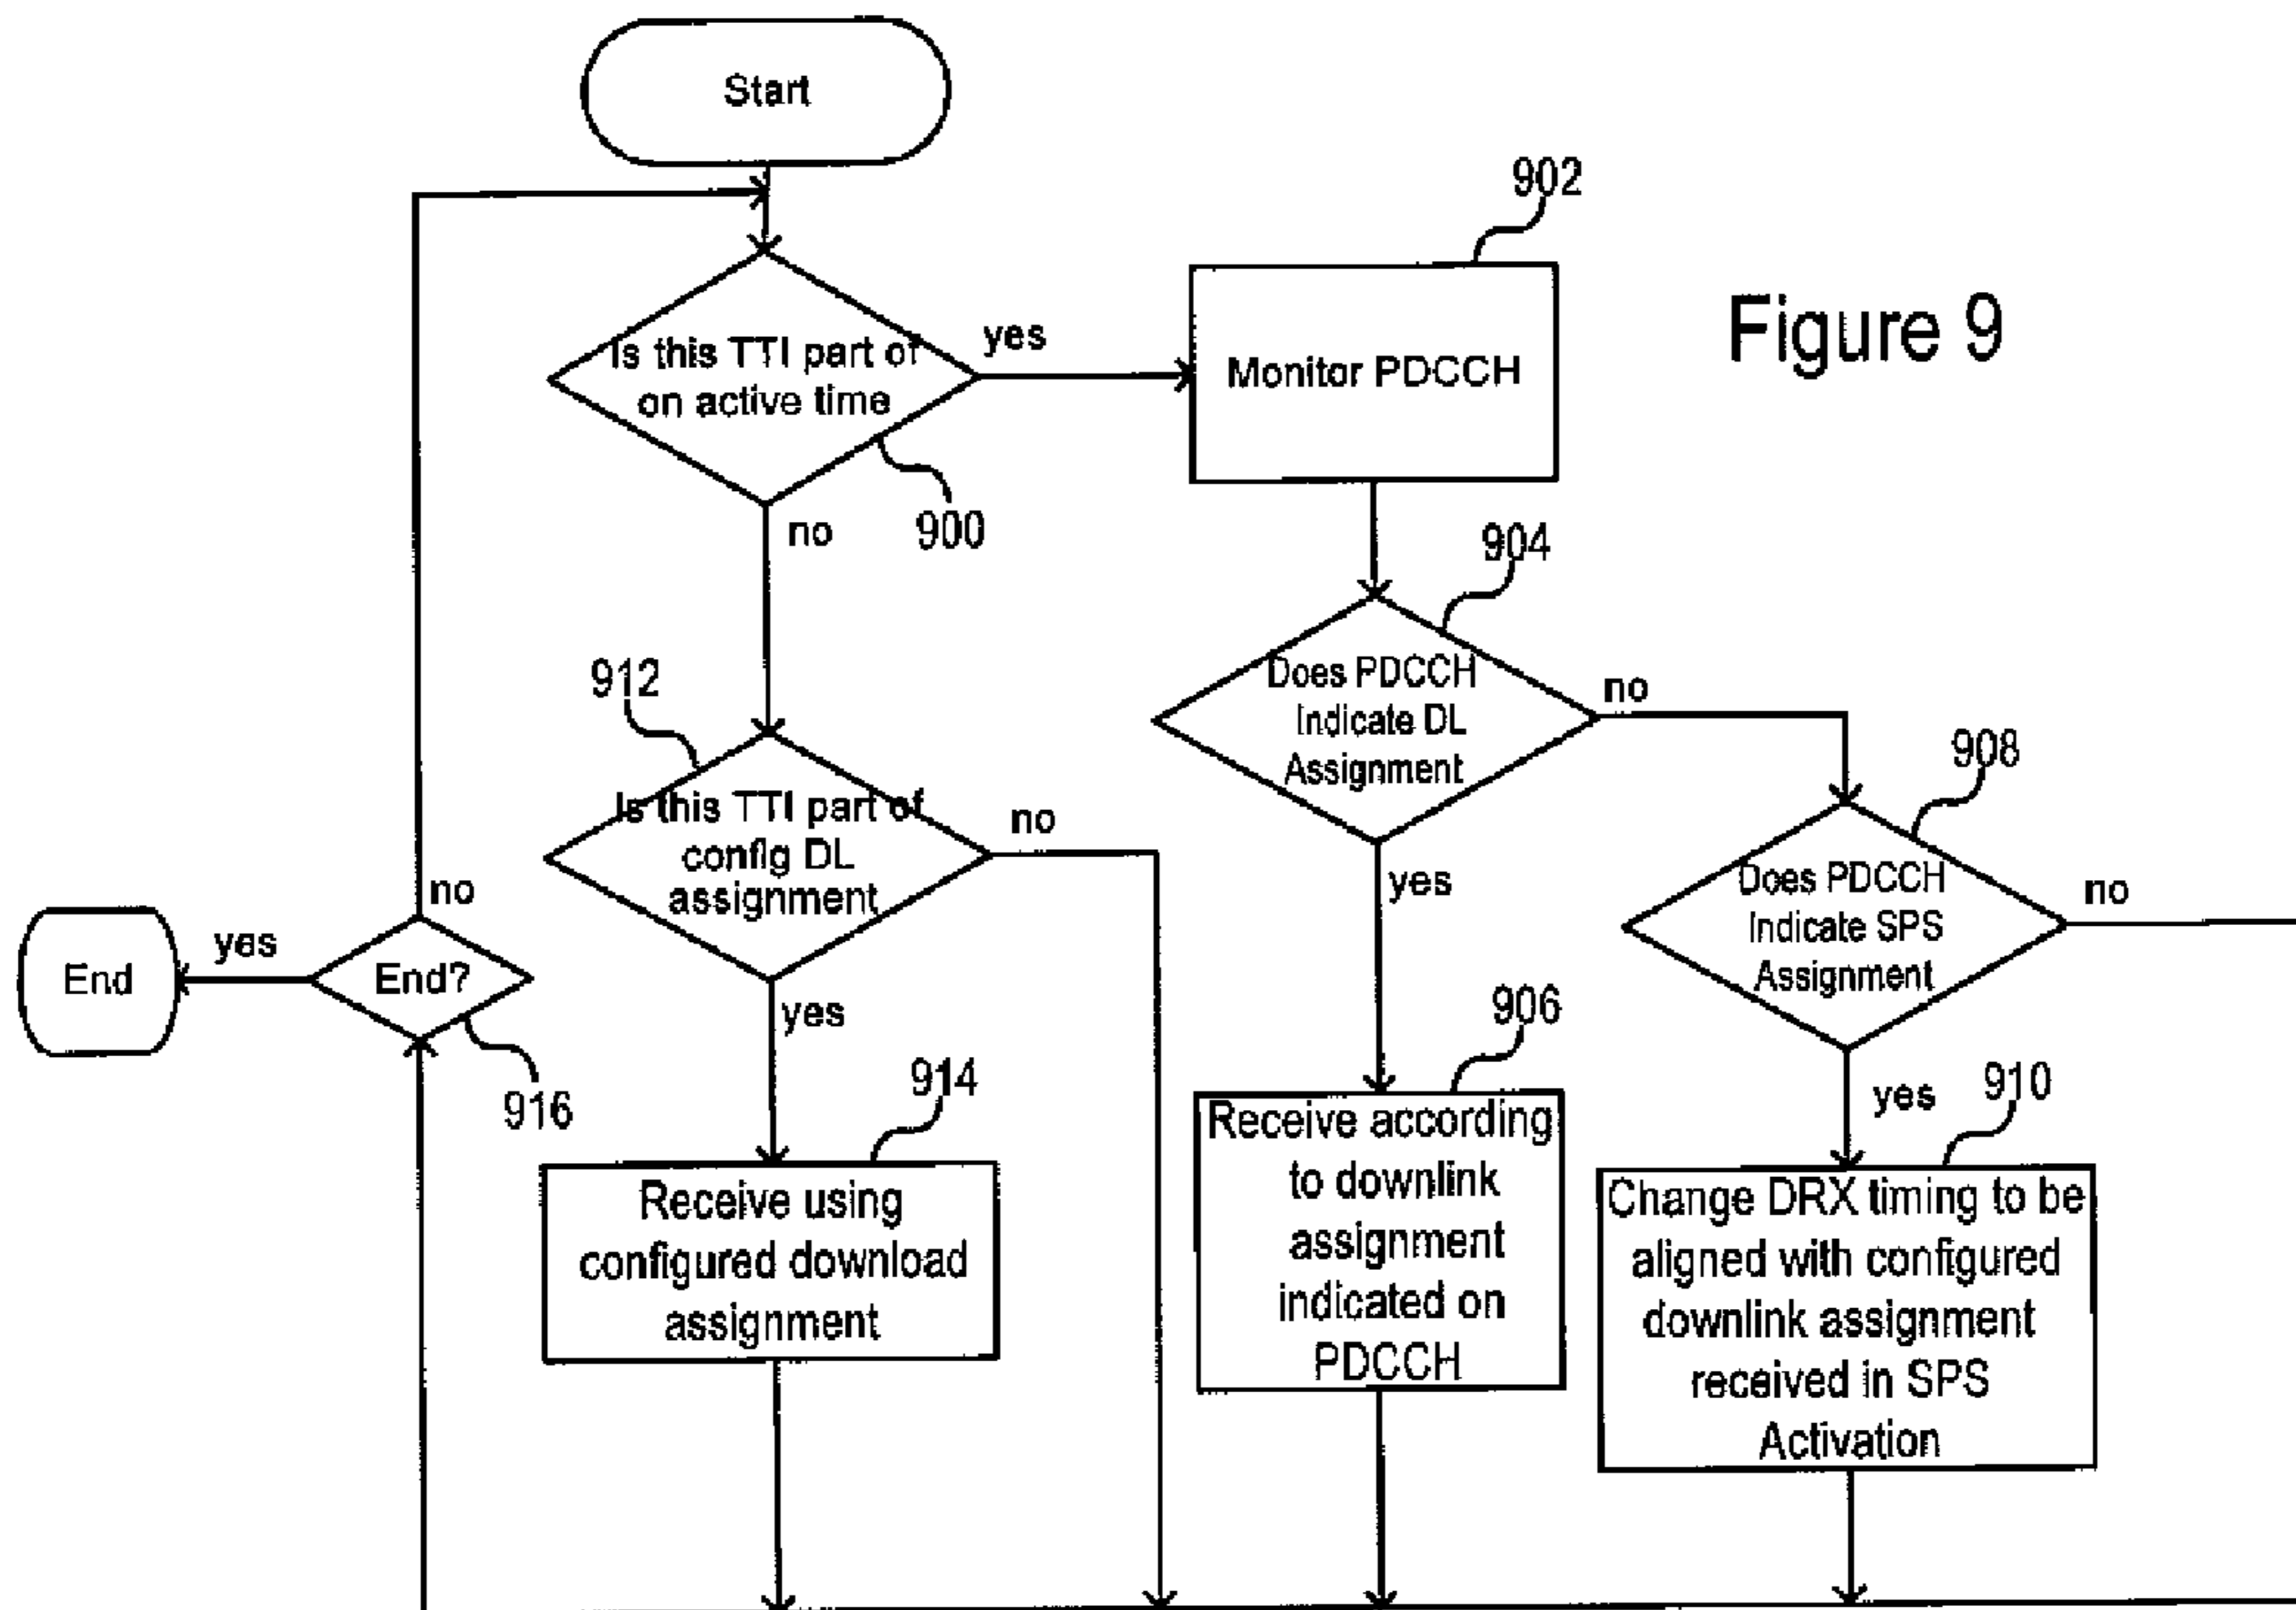 Start
902
Figure 9
Is this TTI part of
on active time
yes
Monitor PDCCH
no
900
904
912
Does PDCCH
Indicate DL
Assignment
no
908
Is this TTI part of
config DL
assignment
no
yes
Does PDCCH
Indicate SPS
Assignment
no
no
End
yes
End?
yes
916
914
906
yes
910
Receive using
configured download
assignment
Receive according
to downlink
assignment
indicated on
PDCCH
Change DRX timing to be
aligned with configured
downlink assignment
received in SPS
Activation